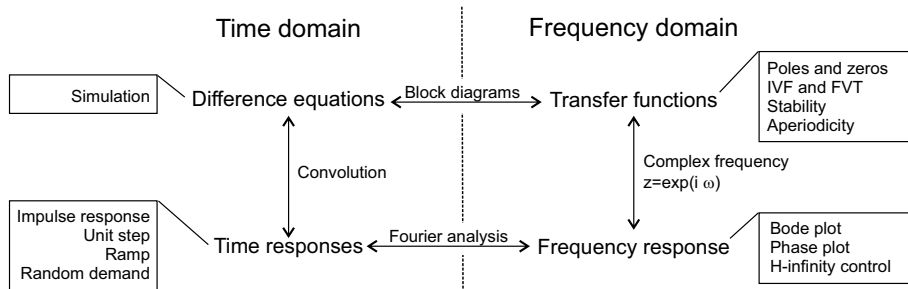 Time domain
Frequency domain
Simulation
Difference equations
Block diagrams
Transfer functions
Poles and zeros
IVF and FVT
Stability
Aperiodicity
Convolution
Complex frequency
z=exp(i ω)
Impulse response
Unit step
Ramp
Random demand
Time responses
Fourier analysis
Frequency response
Bode plot
Phase plot
H-infinity control